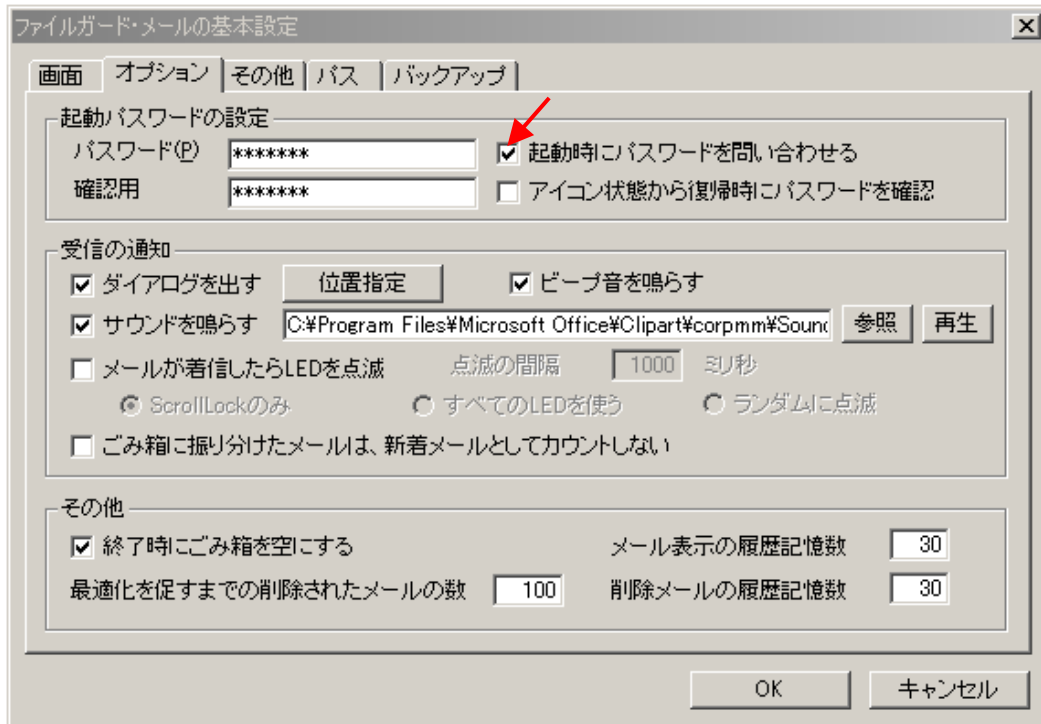 ファイルガード・メールの基本設定
画面 オプション その他 パス バックアップ
起動パスワードの設定
パスワード(P) ******* 起動時にパスワードを問い合わせる
確認用 ******* アイコン状態から復帰時にパスワードを確認
受信の通知
ダイアログを出す 位置指定 ビープ音を鳴らす
サウンドを鳴らす C:¥Program Files¥Microsoft Office¥Clipart¥corpmm¥Sound 参照 再生
メールが着信したらLEDを点滅 点滅の間隔 1000 ミリ秒
ScrollLockのみ すべてのLEDを使う ランダムに点滅
ごみ箱に振り分けたメールは、新着メールとしてカウントしない
その他
終了時にごみ箱を空にする メール表示の履歴記憶数 30
最適化を促すまでの削除されたメールの数 100 削除メールの履歴記憶数 30
OK キャンセル